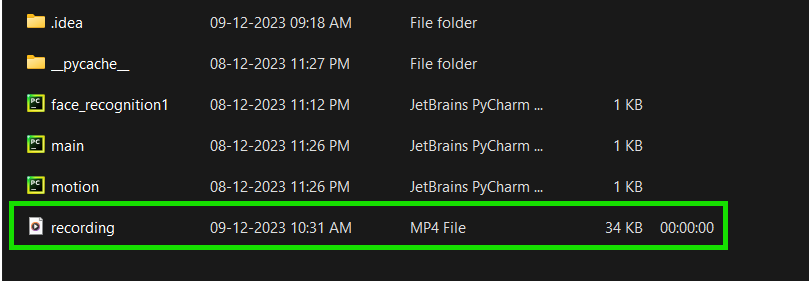 .idea 09-12-2023 09:18 AM File folder
__pycache__ 08-12-2023 11:27 PM File folder
PC face_recognition1 08-12-2023 11:12 PM JetBrains PyCharm ... 1 KB
PC main 08-12-2023 11:26 PM JetBrains PyCharm ... 1 KB
PC motion 08-12-2023 11:26 PM JetBrains PyCharm ... 1 KB
recording 09-12-2023 10:31 AM MP4 File 34 KB 00:00:00